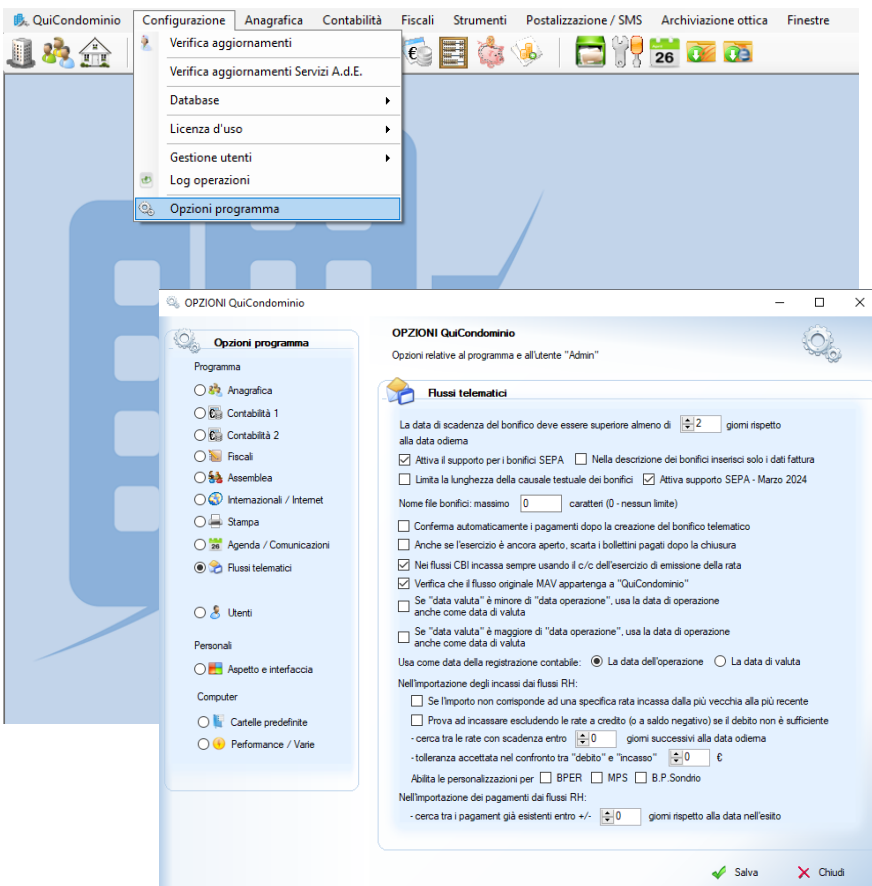 QuiCondominio Configurazione Anagrafica Contabilità Fiscali Strumenti Postalizzazione / SMS Archiviazione ottica Finestre
Verifica aggiornamenti
Verifica aggiornamenti Servizi A.d.E.
Database
Licenza d'uso
Gestione utenti
Log operazioni
Opzioni programma
26
OPZIONI QuiCondominio
Opzioni programma
Programma
Anagrafica
Contabilità 1
Contabilità 2
Fiscali
Assemblea
Internazionali / Internet
Stampa
Agenda / Comunicazioni
Flussi telematici
Utenti
Personali
Aspetto e interfaccia
Computer
Cartelle predefinite
Performance / Varie
OPZIONI QuiCondominio
Opzioni relative al programma e all'utente "Admin"
Flussi telematici
La data di scadenza del bonifico deve essere superiore almeno di 2 giorni rispetto
alla data odierna
Attiva il supporto per i bonifici SEPA Nella descrizione dei bonifici inserisci solo i dati fattura
Limita la lunghezza della causale testuale dei bonifici Attiva supporto SEPA - Marzo 2024
Nome file bonifici: massimo 0 caratteri (0 - nessun limite)
Conferma automaticamente i pagamenti dopo la creazione del bonifico telematico
Anche se l'esercizio è ancora aperto, scarta i bollettini pagati dopo la chiusura
Nei flussi CBI incassa sempre usando il c/c dell'esercizio di emissione della rata
Verifica che il flusso originale MAV appartenga a "QuiCondominio"
Se "data valuta" è minore di "data operazione", usa la data di operazione
anche come data di valuta
Se "data valuta" è maggiore di "data operazione", usa la data di operazione
anche come data di valuta
Usa come data della registrazione contabile: La data dell'operazione La data di valuta
Nell'importazione degli incassi dai flussi RH:
Se l'importo non corrisponde ad una specifica rata incassa dalla più vecchia alla più recente
Prova ad incassare escludendo le rate a credito (o a saldo negativo) se il debito non è sufficiente
- cerca tra le rate con scadenza entro 0 giorni successivi alla data odierna
- tolleranza accettata nel confronto tra "debito" e "incasso" 0 €
Abilita le personalizzazioni per BPER MPS B.P.Sondrio
Nell'importazione dei pagamenti dai flussi RH:
- cerca tra i pagament già esistenti entro +/- 0 giorni rispetto alla data nell'esiito
Salva Chiudi